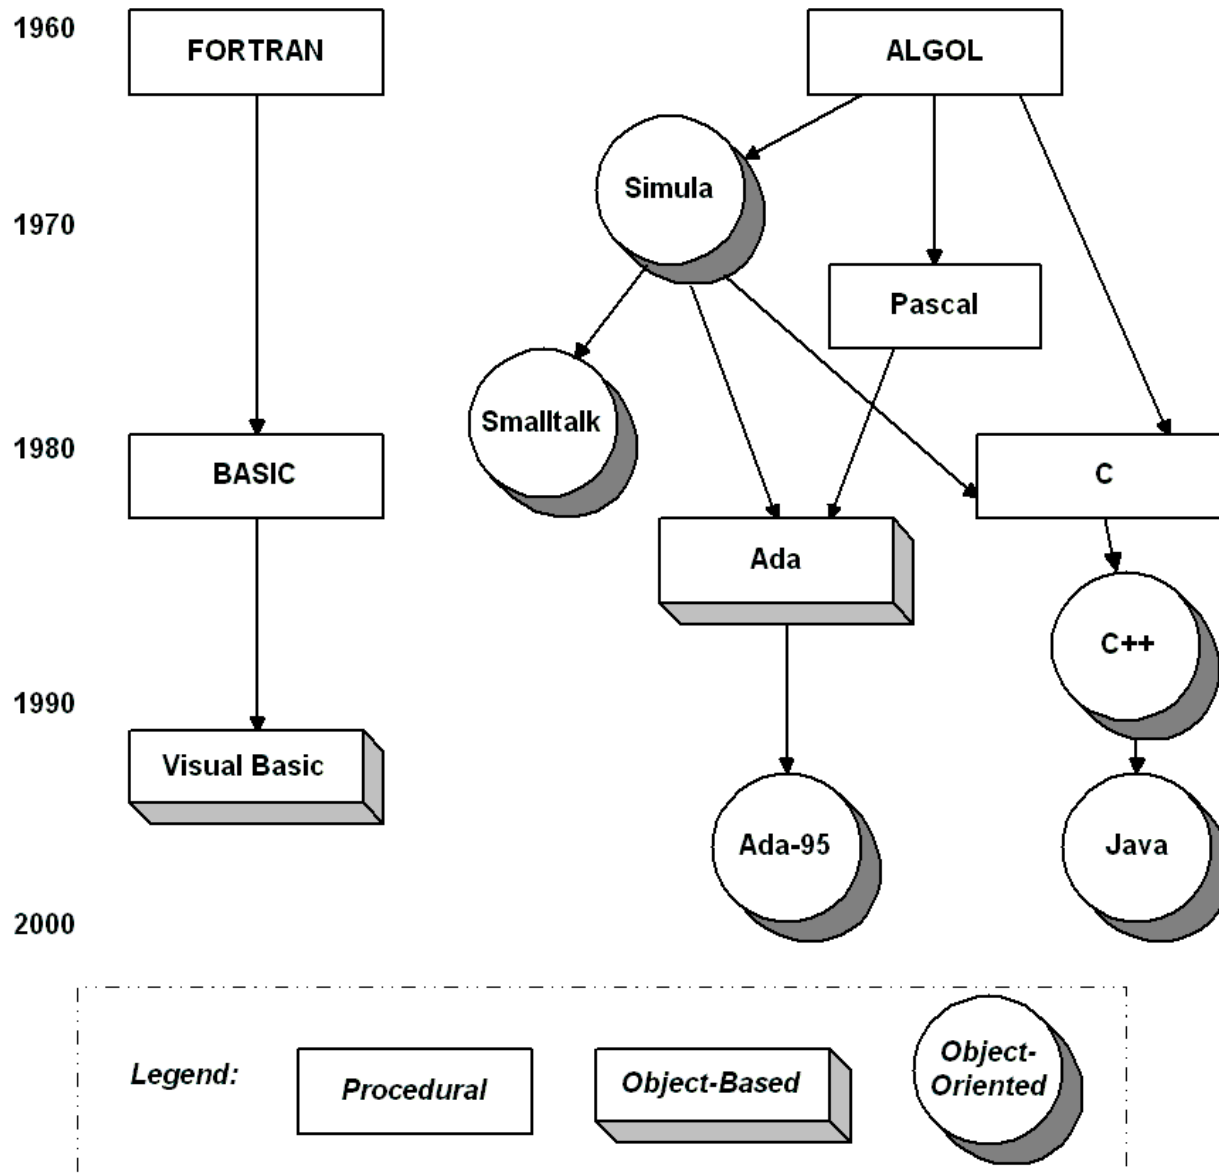 1960
FORTRAN
ALGOL
Simula
1970
Pascal
Smalltalk
1980
BASIC
C
Ada
C++
1990
Visual Basic
Ada-95
Java
2000
Legend:
Procedural
Object-Based
Object-
Oriented